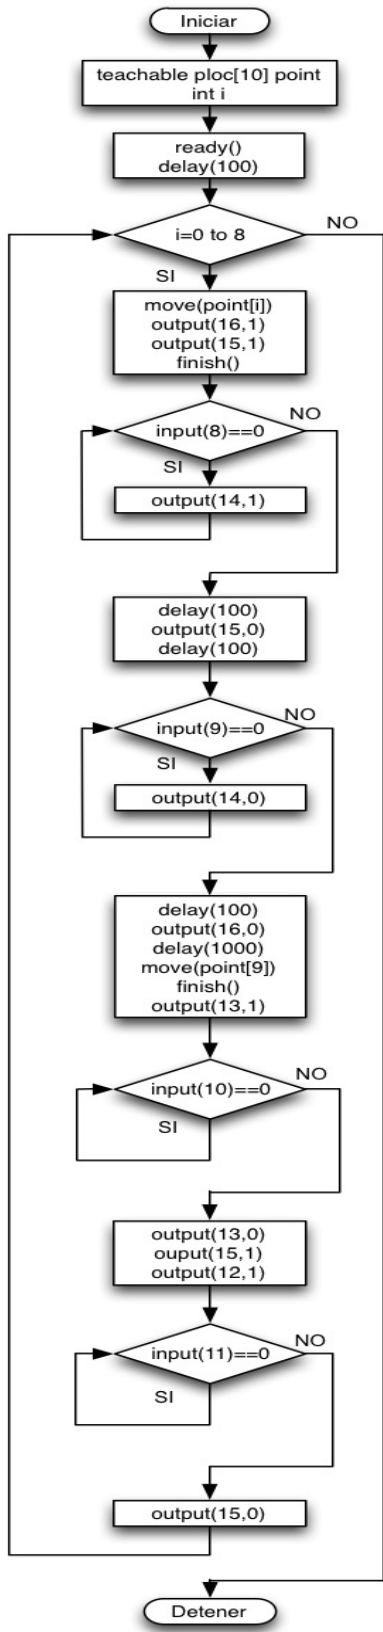 Iniciar
teachable ploc[10] point
int i
ready()
delay(100)
i=0 to 8
NO
SI
move(point[i])
output(16,1)
output(15,1)
finish()
NO
input(8)==0
SI
output(14,1)
delay(100)
output(15,0)
delay(100)
NO
input(9)==0
SI
output(14,0)
delay(100)
output(16,0)
delay(1000)
move(point[9])
finish()
output(13,1)
NO
input(10)==0
SI
output(13,0)
ouput(15,1)
output(12,1)
NO
input(11)==0
SI
output(15,0)
Detener